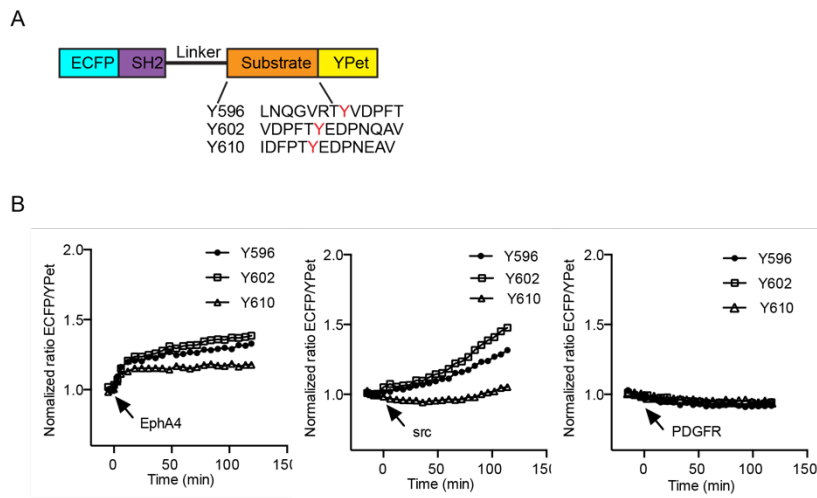 A
Linker
ECFP SH2 Substrate YPet
Y596 LNQGVRTYVDPFT
Y602 VDPFTYEDPNQAV
Y610 IDFPTYEDPNEAV
B
Normalized ratio ECFP/YPet
2.0
1.5
1.0
Y596
Y602
Y610
EphA4
0 50 100 150
Time (min)
Normalized ratio ECFP/YPet
2.0
1.5
1.0
Y596
Y602
Y610
src
0 50 100 150
Time (min)
Normalized ratio ECFP/YPet
2.0
1.5
1.0
Y596
Y602
Y610
PDGFR
0 50 100 150
Time (min)